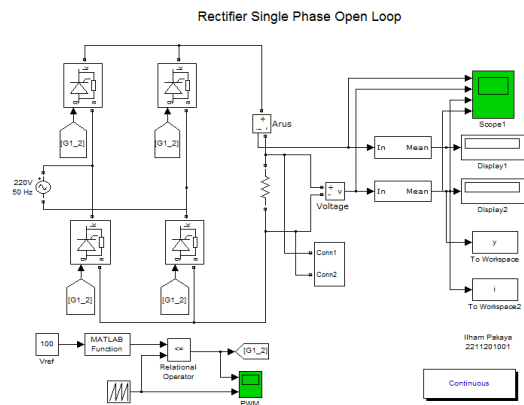 Rectifier Single Phase Open Loop
k
g a
k
g a
[G1_2]
[G1_2]
220V
50 Hz
k
g a
k
g a
[G1_2]
[G1_2]
+
i
-
Arus
+
-
v
Voltage
Conn1
Conn2
In Mean
In Mean
Scope1
Display1
Display2
y
To Workspace
i
To Workspace2
100
Vref
MATLAB
Function
<=
Relational
Operator
[G1_2]
PWM
Ilham Pakaya
2211201001
Continuous